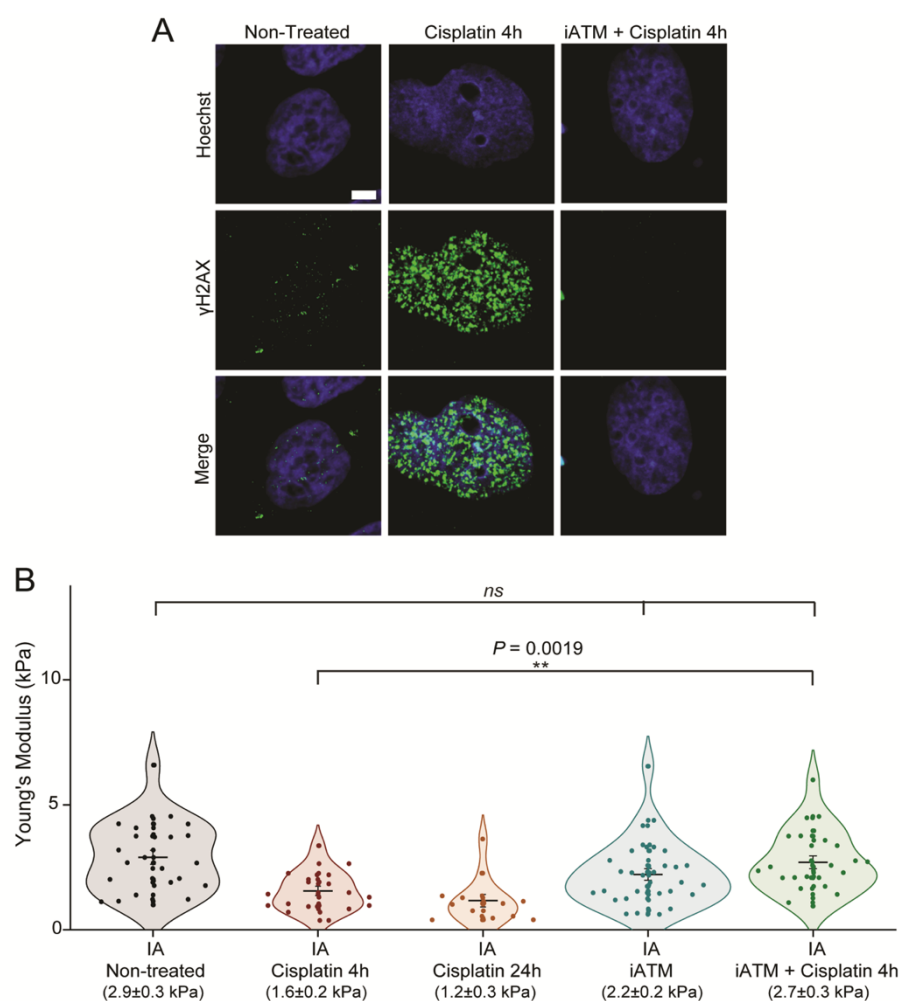 A
Non-Treated Cisplatin 4h iATM + Cisplatin 4h
Hoechst
γH2AX
Merge
B
ns
P = 0.0019
**
Young's Modulus (kPa)
10
5
0
IA IA IA IA IA
Non-treated Cisplatin 4h Cisplatin 24h iATM iATM + Cisplatin 4h
(2.9±0.3 kPa) (1.6±0.2 kPa) (1.2±0.3 kPa) (2.2±0.2 kPa) (2.7±0.3 kPa)